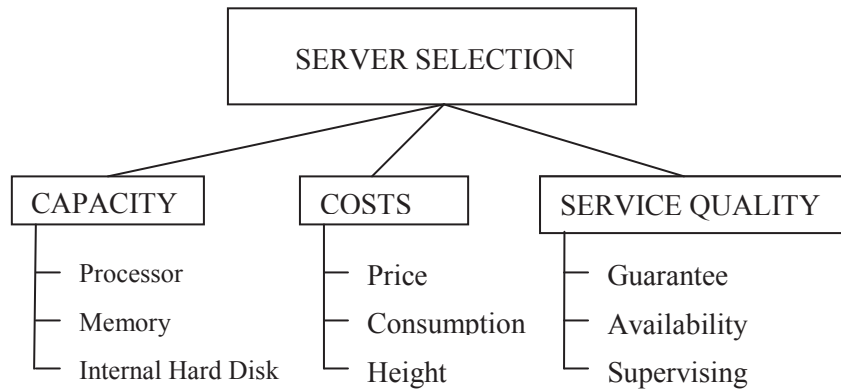 SERVER SELECTION
CAPACITY
Processor
Memory
Internal Hard Disk
COSTS
Price
Consumption
Height
SERVICE QUALITY
Guarantee
Availability
Supervising